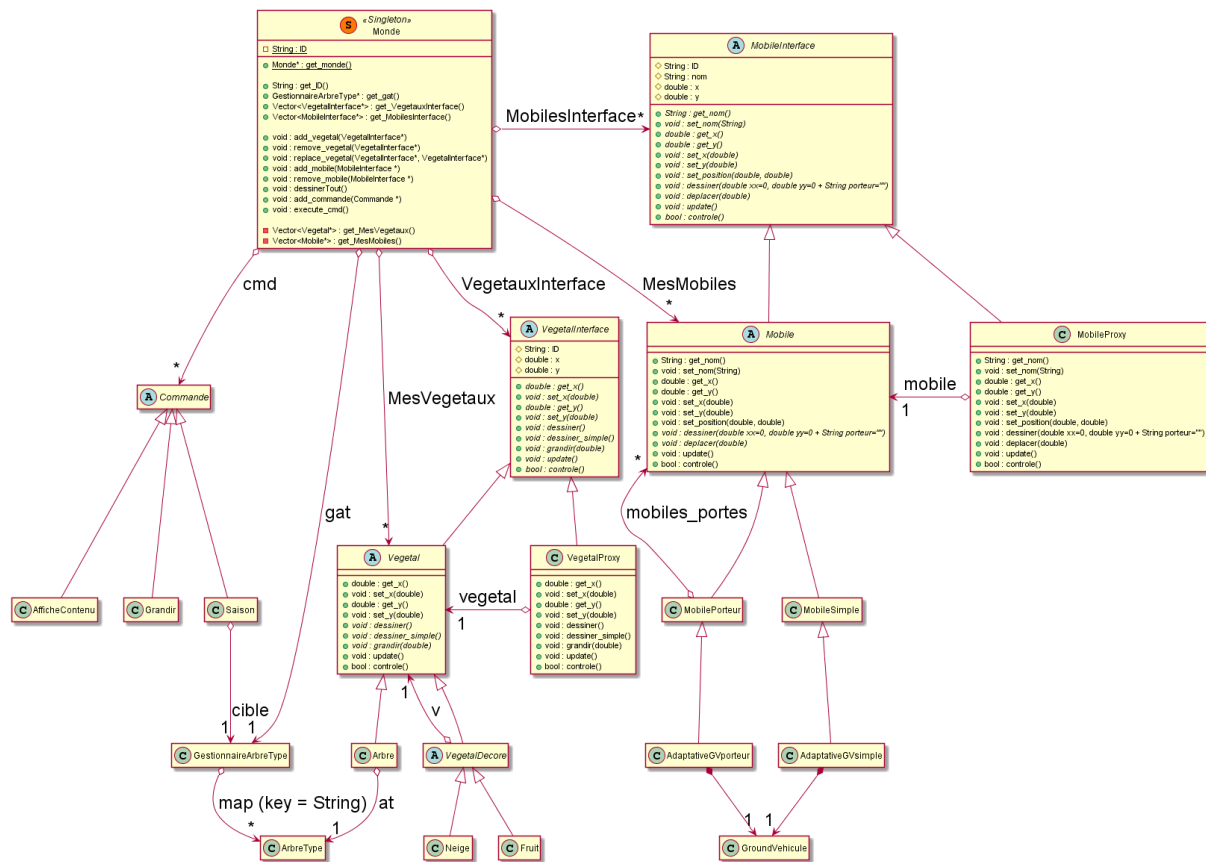 S «Singleton»
Monde
String : ID
Monde* : get_monde()
String : get_ID()
GestionnaireArbreType* : get_gat()
Vector<VegetalInterface*> : get_VegetauxInterface()
Vector<MobileInterface*> : get_MobilesInterface()
void : add_vegetal(VegetalInterface*)
void : remove_vegetal(VegetalInterface*)
void : replace_vegetal(VegetalInterface*, VegetalInterface*)
void : add_mobile(MobileInterface *)
void : remove_mobile(MobileInterface *)
void : dessinerTout()
void : add_commande(Commande *)
void : execute_cmd()
Vector<Vegetal*> : get_MesVegetaux()
Vector<Mobile*> : get_MesMobiles()
A MobileInterface
String : ID
String : nom
double : x
double : y
String : get_nom()
void : set_nom(String)
double : get_x()
double : get_y()
void : set_x(double)
void : set_y(double)
void : set_position(double, double)
void : dessiner(double xx=0, double yy=0 + String porteur="")
void : deplacer(double)
void : update()
bool : controle()
MobilesInterface
*
cmd
*
VegetauxInterface
*
MesMobiles
*
MesVegetaux
*
gat
1
A VegetalInterface
String : ID
double : x
double : y
double : get_x()
void : set_x(double)
double : get_y()
void : set_y(double)
void : dessiner()
void : dessiner_simple()
void : grandir(double)
void : update()
bool : controle()
A Mobile
String : get_nom()
void : set_nom(String)
double : get_x()
double : get_y()
void : set_x(double)
void : set_y(double)
void : set_position(double, double)
void : dessiner(double xx=0, double yy=0 + String porteur="")
void : deplacer(double)
void : update()
bool : controle()
mobile
1
C MobileProxy
String : get_nom()
void : set_nom(String)
double : get_x()
double : get_y()
void : set_x(double)
void : set_y(double)
void : set_position(double, double)
void : dessiner(double xx=0, double yy=0 + String porteur="")
void : deplacer(double)
void : update()
bool : controle()
A Commande
*
mobiles_portes
A Vegetal
double : get_x()
void : set_x(double)
double : get_y()
void : set_y(double)
void : dessiner()
void : dessiner_simple()
void : grandir(double)
void : update()
bool : controle()
vegetal
1
C VegetalProxy
double : get_x()
void : set_x(double)
double : get_y()
void : set_y(double)
void : dessiner()
void : dessiner_simple()
void : grandir(double)
void : update()
bool : controle()
C AfficheContenu
C Grandir
C Saison
C MobilePorteur
C MobileSimple
cible
1
1
v
C GestionnaireArbreType
C Arbre
A VegetalDecore
C AdaptativeGVporteur
C AdaptativeGVsimple
map (key = String)
*
at
1
1
1
C ArbreType
C Neige
C Fruit
C GroundVehicule